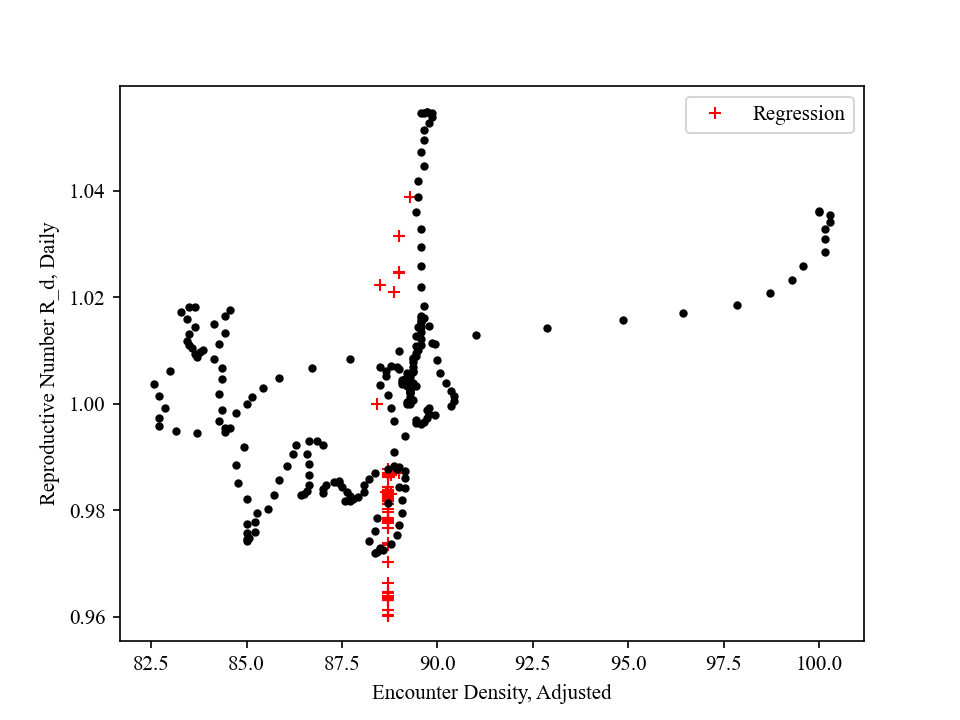 Regression
Reproductive Number R_d, Daily
1.04
1.02
1.00
0.98
0.96
82.5 85.0 87.5 90.0 92.5 95.0 97.5 100.0
Encounter Density, Adjusted